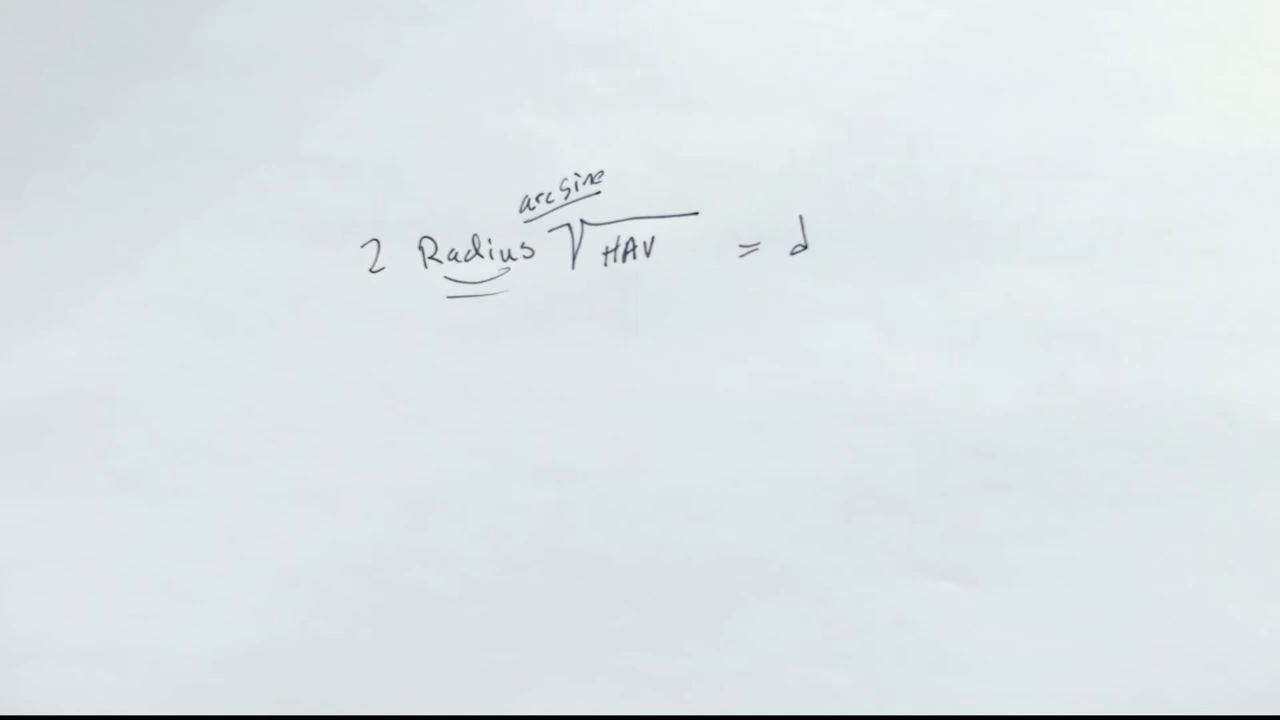 arcsine
2 Radius √HAV = d